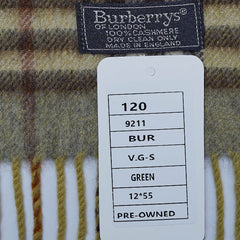 Burberrys
OF LONDON
100% CASHMERE
DRY CLEAN ONLY
MADE IN ENGLAND
120
9211
BUR
V.G-S
GREEN
12*55
PRE-OWNED